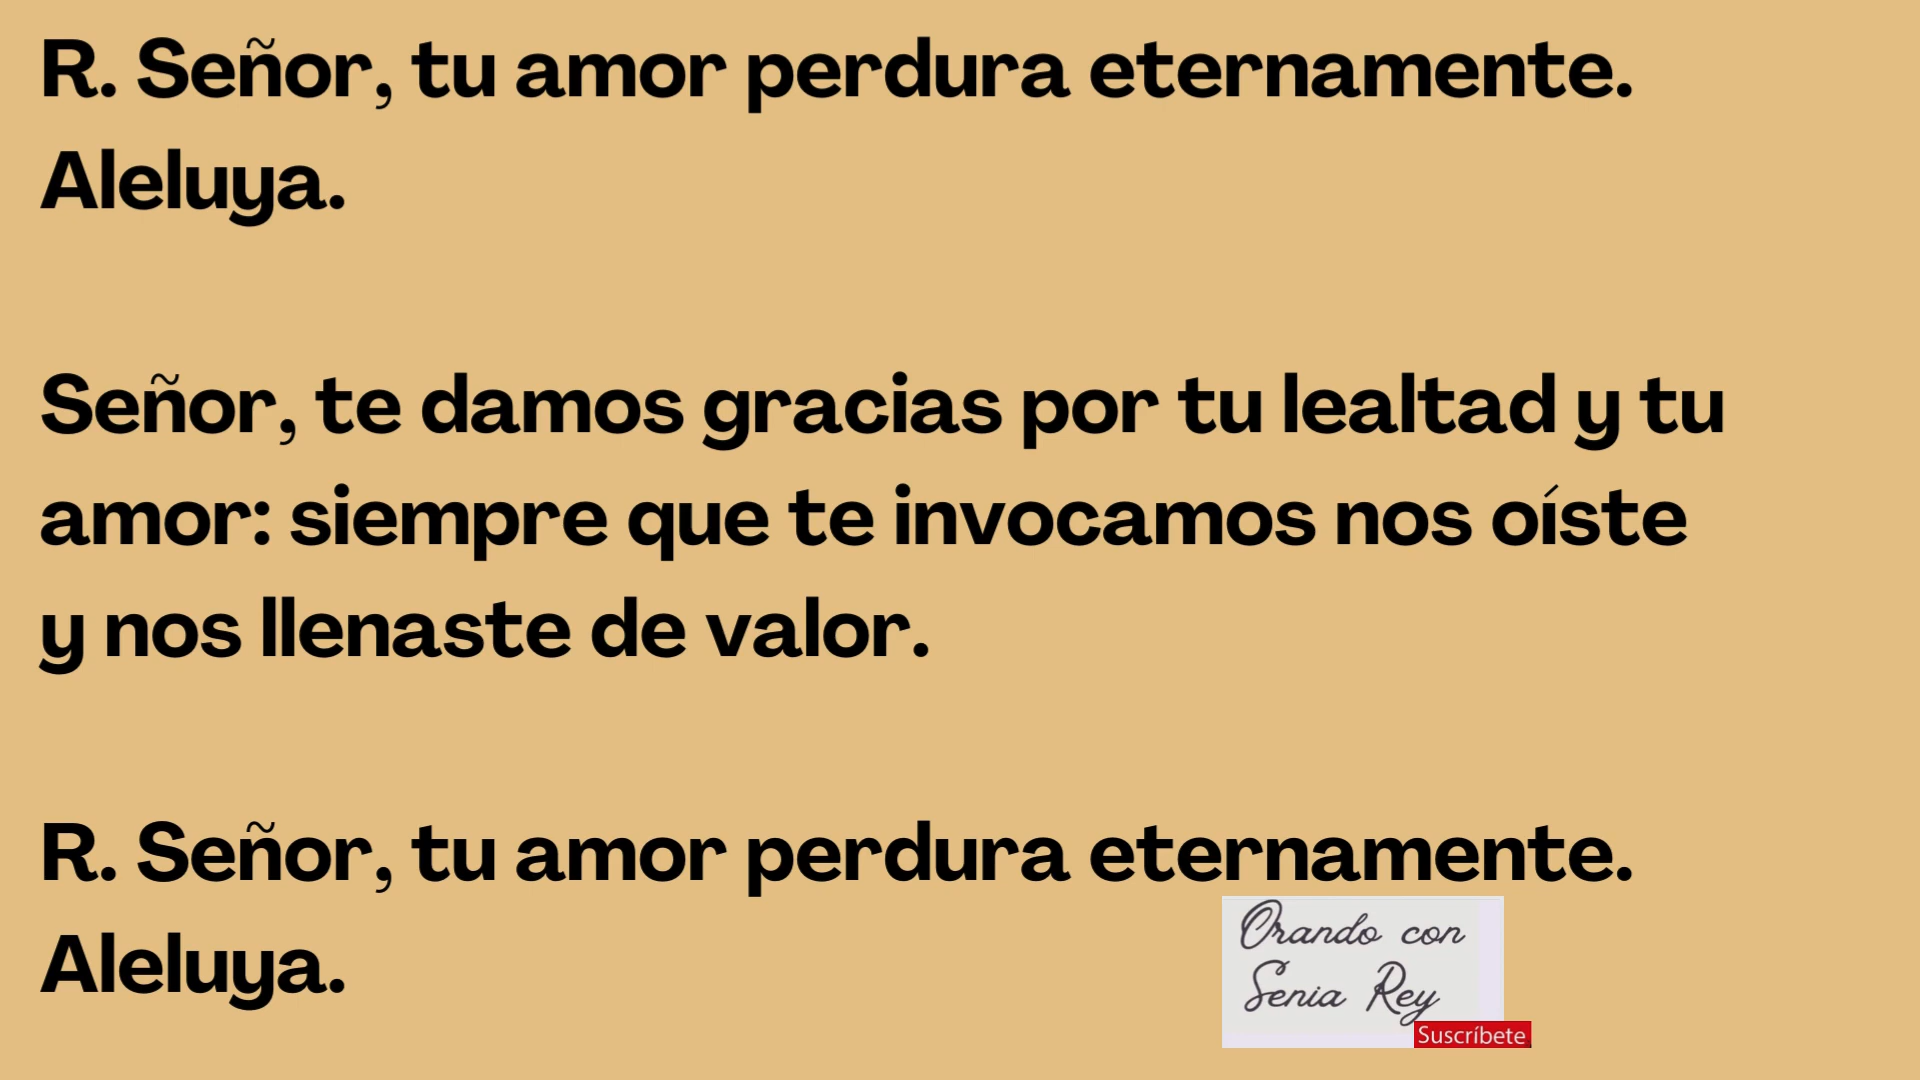 R. Señor, tu amor perdura eternamente.
Aleluya.
Señor, te damos gracias por tu lealtad y tu
amor: siempre que te invocamos nos oíste
y nos llenaste de valor.
R. Señor, tu amor perdura eternamente.
Aleluya.
Orando con
Senia Rey
Suscríbete